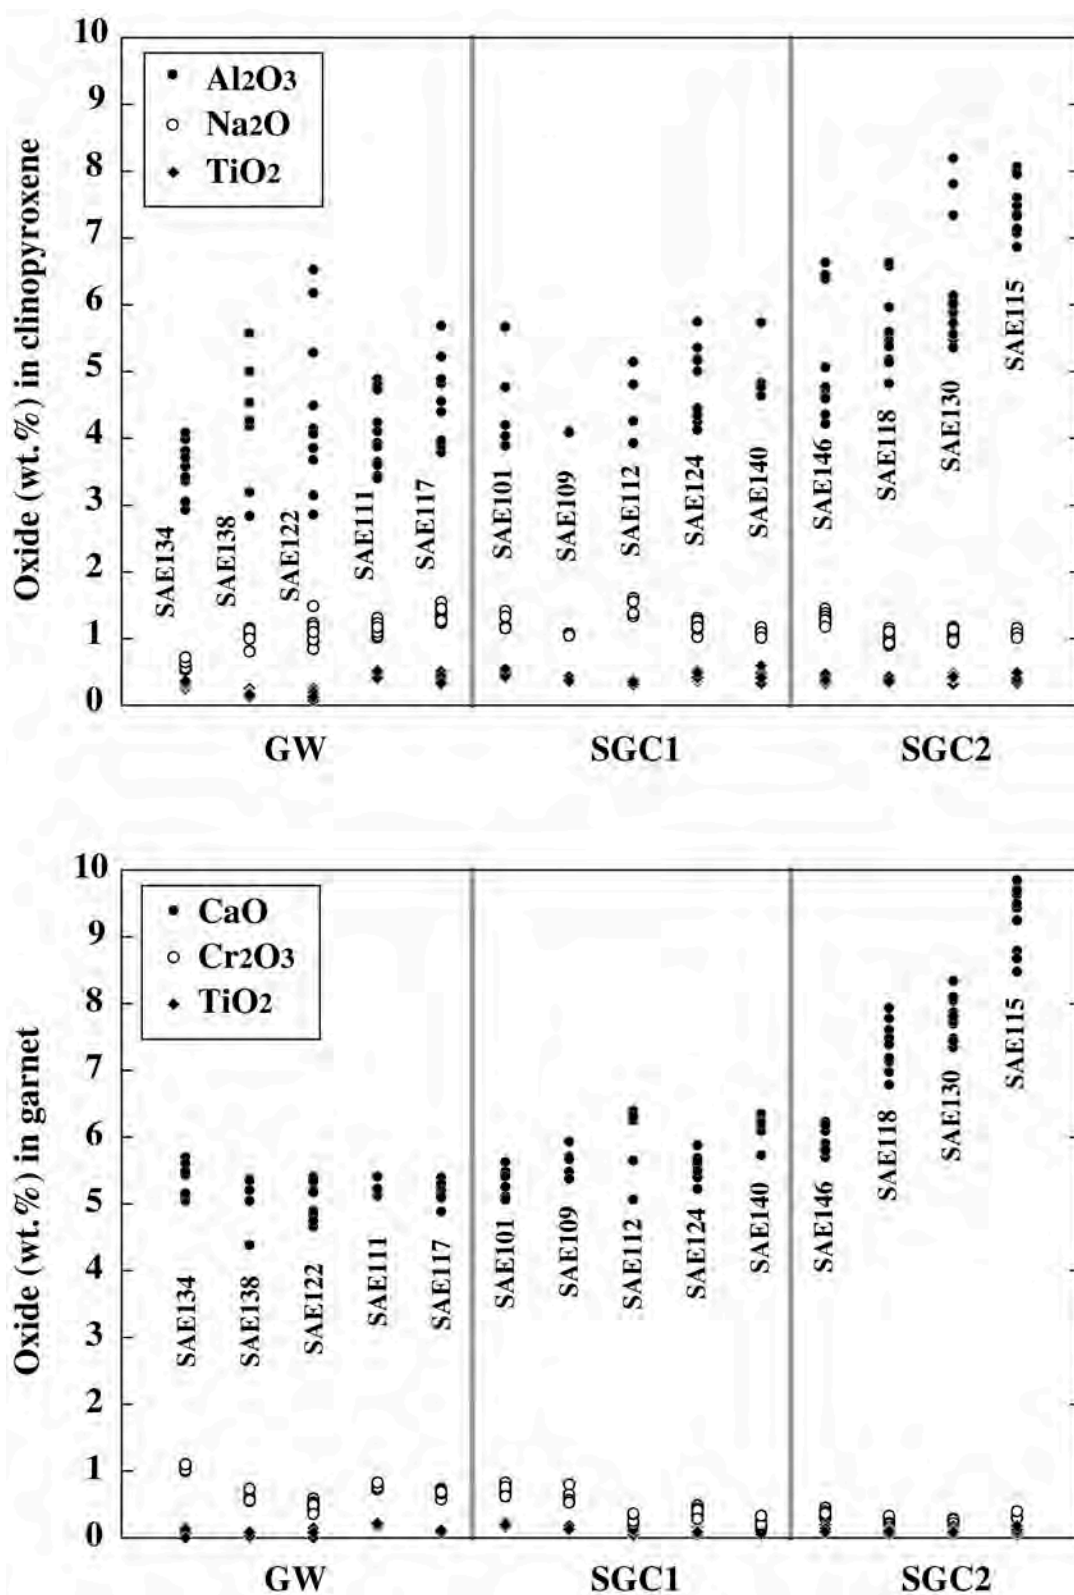 10
9
8
7
6
5
4
3
2
1
0
Oxide (wt.%) in clinopyroxene
Al2O3
Na2O
TiO2
SAE134
SAE138
SAE122
SAE111
SAE117
SAE101
SAE109
SAE112
SAE124
SAE140
SAE146
SAE118
SAE130
SAE115
GW SGC1 SGC2
10
9
8
7
6
5
4
3
2
1
0
Oxide (wt.%) in garnet
CaO
Cr2O3
TiO2
SAE134
SAE138
SAE122
SAE111
SAE117
SAE101
SAE109
SAE112
SAE124
SAE140
SAE146
SAE118
SAE130
SAE115
GW SGC1 SGC2